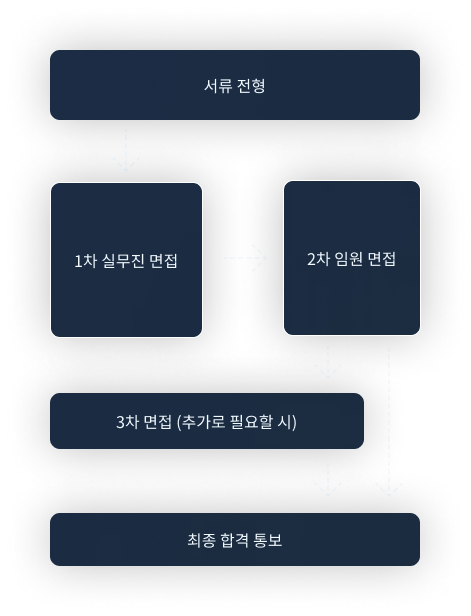 서류 전형
1차 실무진 면접
2차 임원 면접
3차 면접 (추가로 필요할 시)
최종 합격 통보